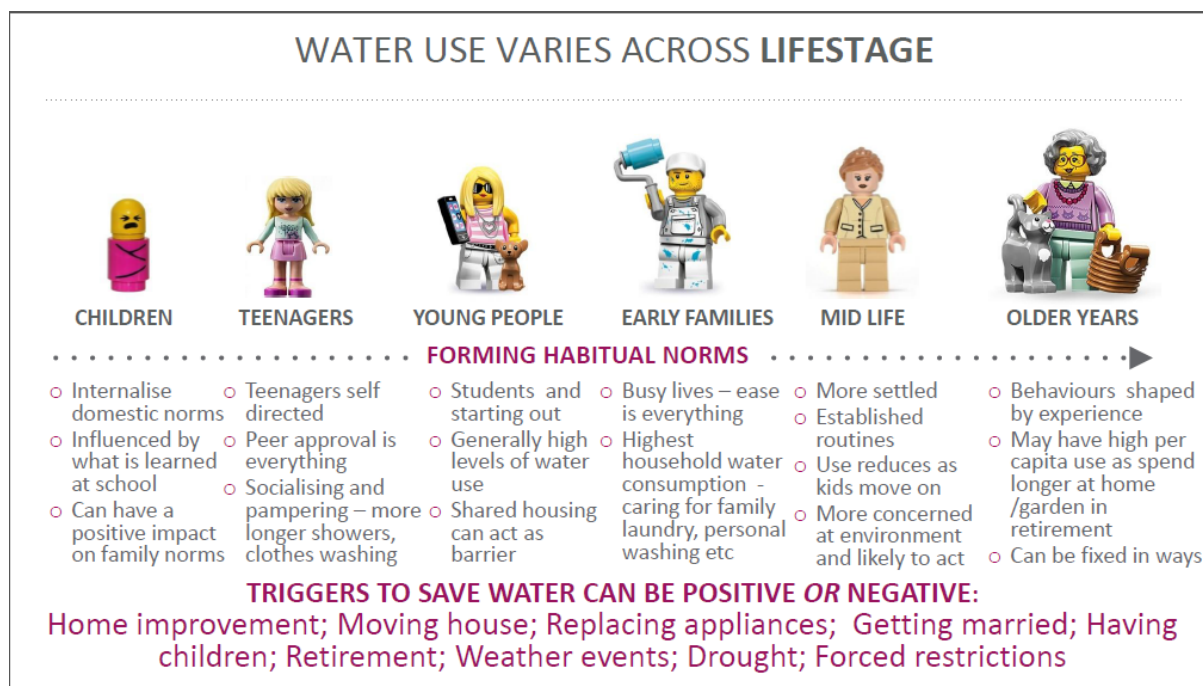 WATER USE VARIES ACROSS LIFESTAGE
CHILDREN
TEENAGERS
YOUNG PEOPLE
EARLY FAMILIES
MID LIFE
OLDER YEARS
FORMING HABITUAL NORMS
o Internalise
domestic norms
o Influenced by
what is learned
at school
o Can have a
positive impact
on family norms
o Teenagers self
directed
o Peer approval is
everything
o Socialising and
pampering – more
longer showers,
clothes washing
o Students and
starting out
o Generally high
levels of water
use
o Shared housing
can act as
barrier
o Busy lives – ease
is everything
o Highest
household water
consumption -
caring for family
laundry, personal
washing etc
o More settled
o Established
routines
o Use reduces as
kids move on
o More concerned
at environment
and likely to act
o Behaviours shaped
by experience
o May have high per
capita use as spend
longer at home
/garden in
retirement
o Can be fixed in ways
TRIGGERS TO SAVE WATER CAN BE POSITIVE OR NEGATIVE:
Home improvement; Moving house; Replacing appliances; Getting married; Having
children; Retirement; Weather events; Drought; Forced restrictions